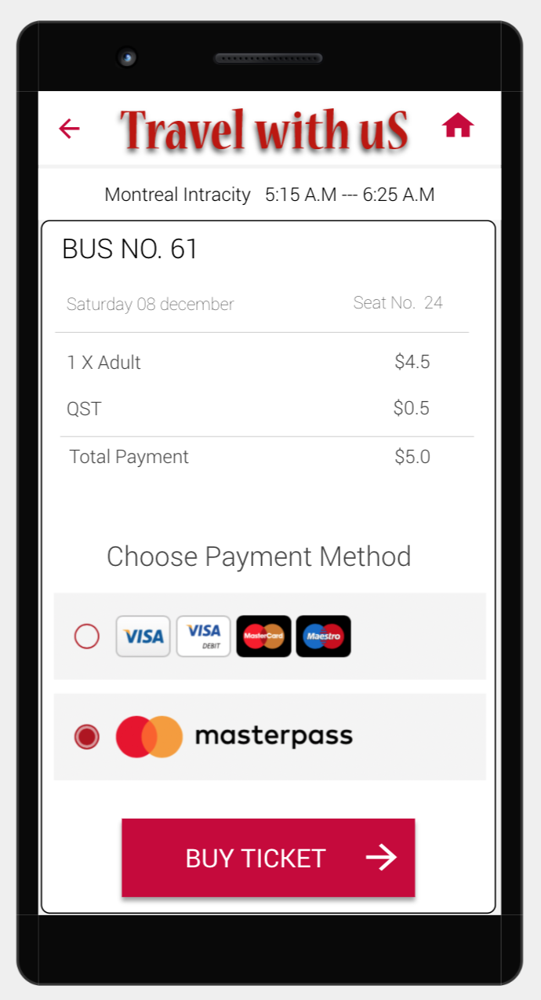 Travel with uS
Montreal Intracity 5:15 A.M --- 6:25 A.M
BUS NO. 61
Saturday 08 december Seat No. 24
1 X Adult $4.5
QST $0.5
Total Payment $5.0
Choose Payment Method
VISA VISA DEBIT MasterCard Maestro
masterpass
BUY TICKET